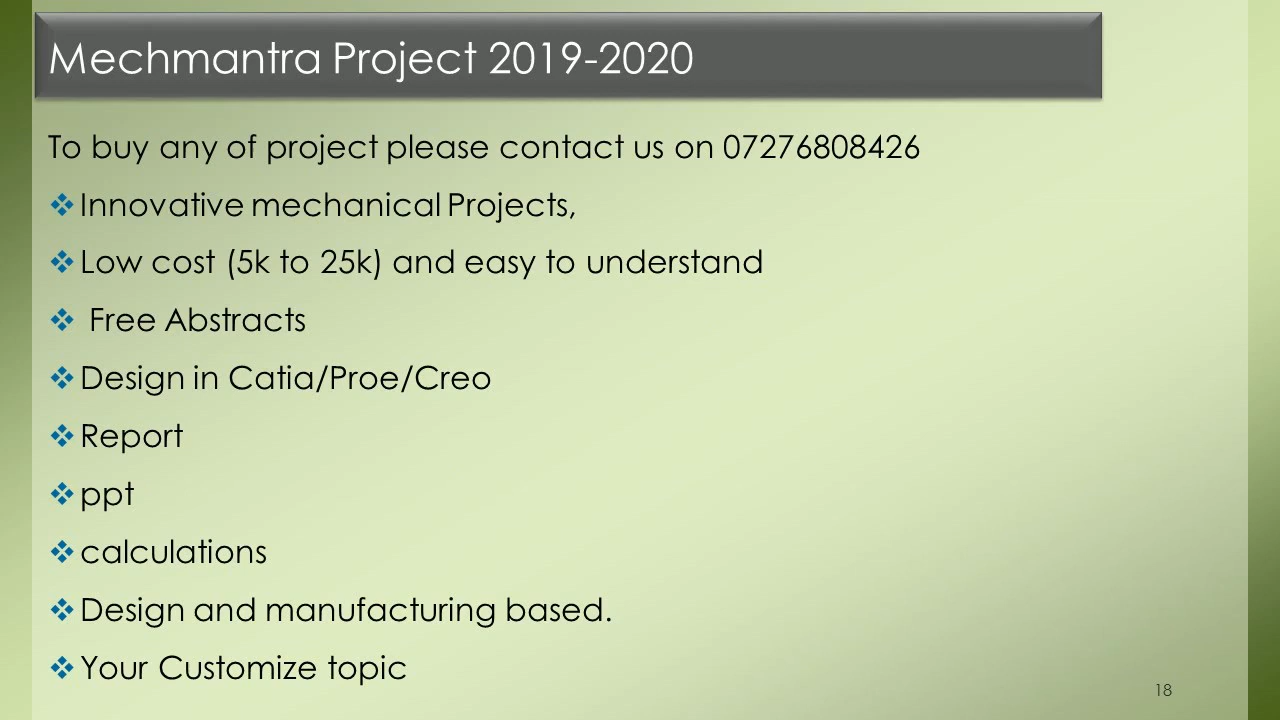 Mechmantra Project 2019-2020
To buy any of project please contact us on 07276808426
❖ Innovative mechanical Projects,
❖ Low cost (5k to 25k) and easy to understand
❖ Free Abstracts
❖ Design in Catia/Proe/Creo
❖ Report
❖ ppt
❖ calculations
❖ Design and manufacturing based.
❖ Your Customize topic
18